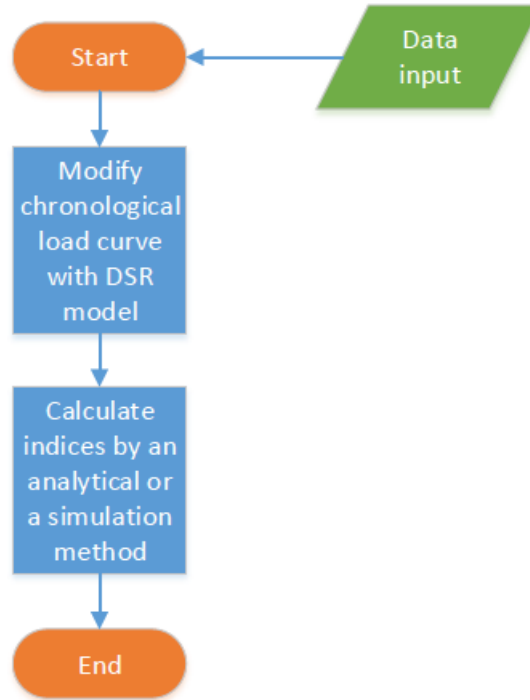 Start
Data
input
Modify
chronological
load curve
with DSR
model
Calculate
indices by an
analytical or
a simulation
method
End